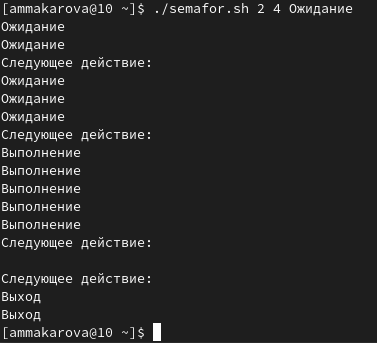 [ammakarova@10 ~]$ ./semafor.sh 2 4 Ожидание
Ожидание
Ожидание
Следующее действие:
Ожидание
Ожидание
Ожидание
Следующее действие:
Выполнение
Выполнение
Выполнение
Выполнение
Выполнение
Следующее действие:
Следующее действие:
Выход
Выход
[ammakarova@10 ~]$